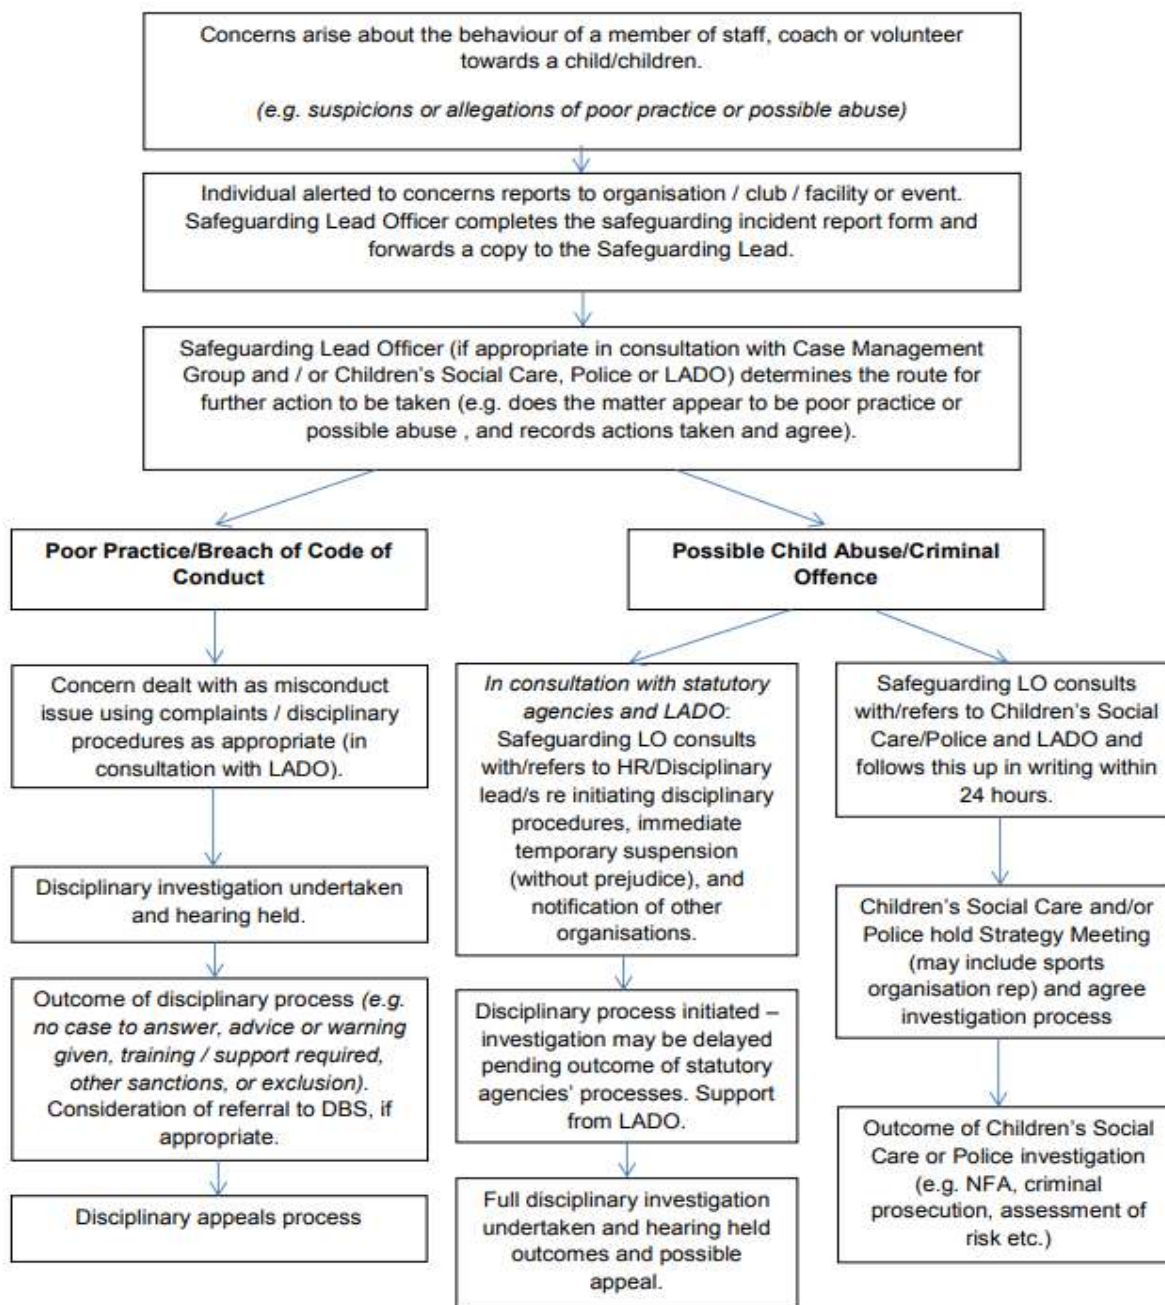 Concerns arise about the behaviour of a member of staff, coach or volunteer
towards a child/children.
(e.g. suspicions or allegations of poor practice or possible abuse)
Individual alerted to concerns reports to organisation / club / facility or event.
Safeguarding Lead Officer completes the safeguarding incident report form and
forwards a copy to the Safeguarding Lead.
Safeguarding Lead Officer (if appropriate in consultation with Case Management
Group and / or Children's Social Care, Police or LADO) determines the route for
further action to be taken (e.g. does the matter appear to be poor practice or
possible abuse , and records actions taken and agree).
Poor Practice/Breach of Code of
Conduct
Concern dealt with as misconduct
issue using complaints / disciplinary
procedures as appropriate (in
consultation with LADO).
Disciplinary investigation undertaken
and hearing held.
Outcome of disciplinary process (e.g.
no case to answer, advice or warning
given, training / support required,
other sanctions, or exclusion).
Consideration of referral to DBS, if
appropriate.
Disciplinary appeals process
Possible Child Abuse/Criminal
Offence
In consultation with statutory
agencies and LADO:
Safeguarding LO consults
with/refers to HR/Disciplinary
lead/s re initiating disciplinary
procedures, immediate
temporary suspension
(without prejudice), and
notification of other
organisations.
Disciplinary process initiated –
investigation may be delayed
pending outcome of statutory
agencies' processes. Support
from LADO.
Full disciplinary investigation
undertaken and hearing held
outcomes and possible
appeal.
Safeguarding LO consults
with/refers to Children's Social
Care/Police and LADO and
follows this up in writing within
24 hours.
Children's Social Care and/or
Police hold Strategy Meeting
(may include sports
organisation rep) and agree
investigation process
Outcome of Children's Social
Care or Police investigation
(e.g. NFA, criminal
prosecution, assessment of
risk etc.)